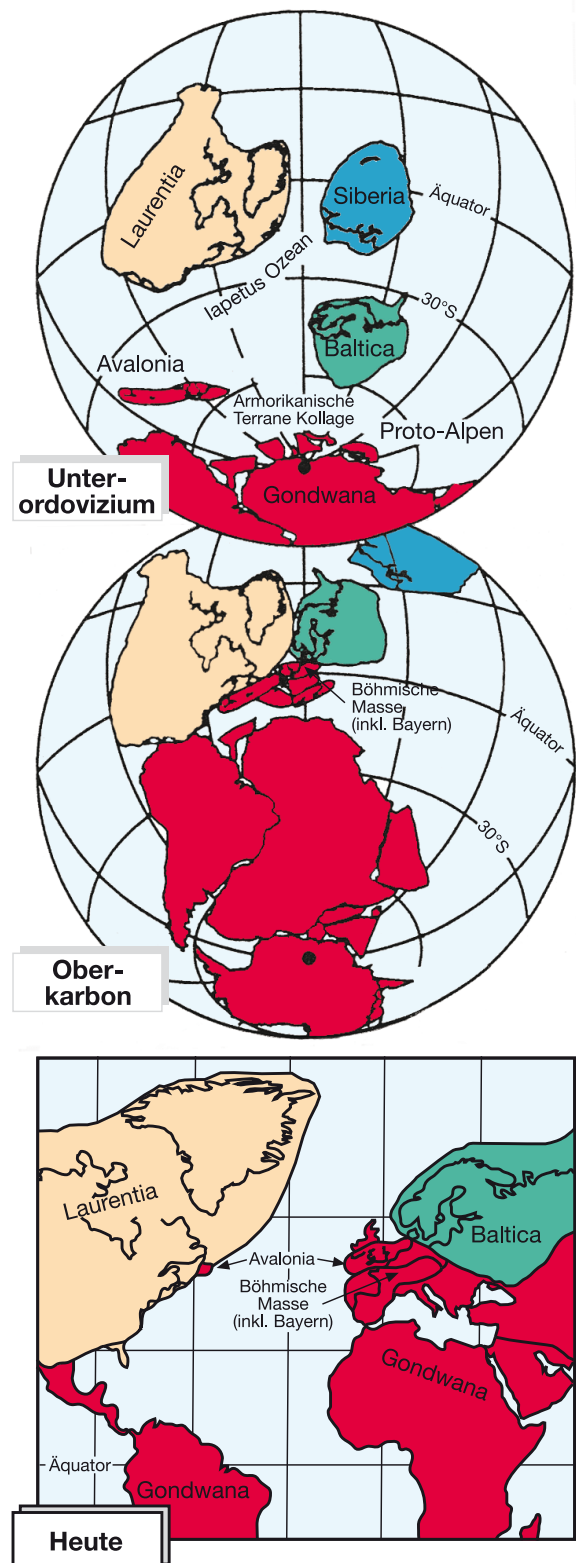 Laurentia
Siberia
Äquator
Iapetus Ozean
30°S
Baltica
Avalonia
Armorikanische
Terrane Kollage
Proto-Alpen
Gondwana
Unter-
ordovizium
Böhmische
Masse
(inkl. Bayern)
Äquator
30°S
Ober-
karbon
Laurentia
Baltica
Avalonia
Böhmische
Masse
(inkl. Bayern)
Gondwana
Äquator
Gondwana
Heute